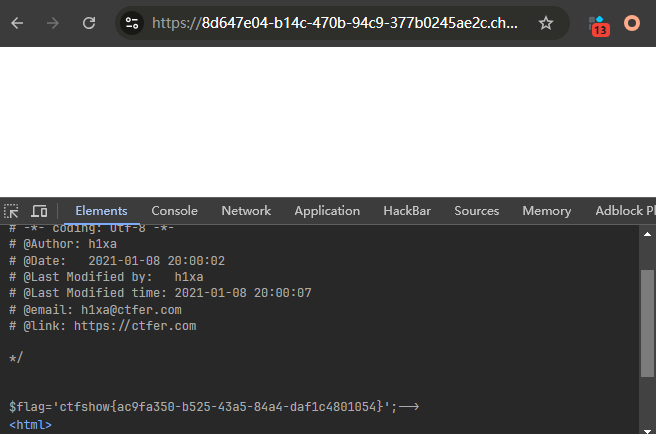 https://8d647e04-b14c-470b-94c9-377b0245ae2c.ch...
13
Elements Console Network Application HackBar Sources Memory Adblock Pl
# -*- coding: utf-8 -*-
# @Author: h1xa
# @Date:   2021-01-08 20:00:02
# @Last Modified by:   h1xa
# @Last Modified time: 2021-01-08 20:00:07
# @email: h1xa@ctfer.com
# @link: https://ctfer.com
*/
$flag='ctfshow{ac9fa350-b525-43a5-84a4-daf1c4801054}';-->
<html>